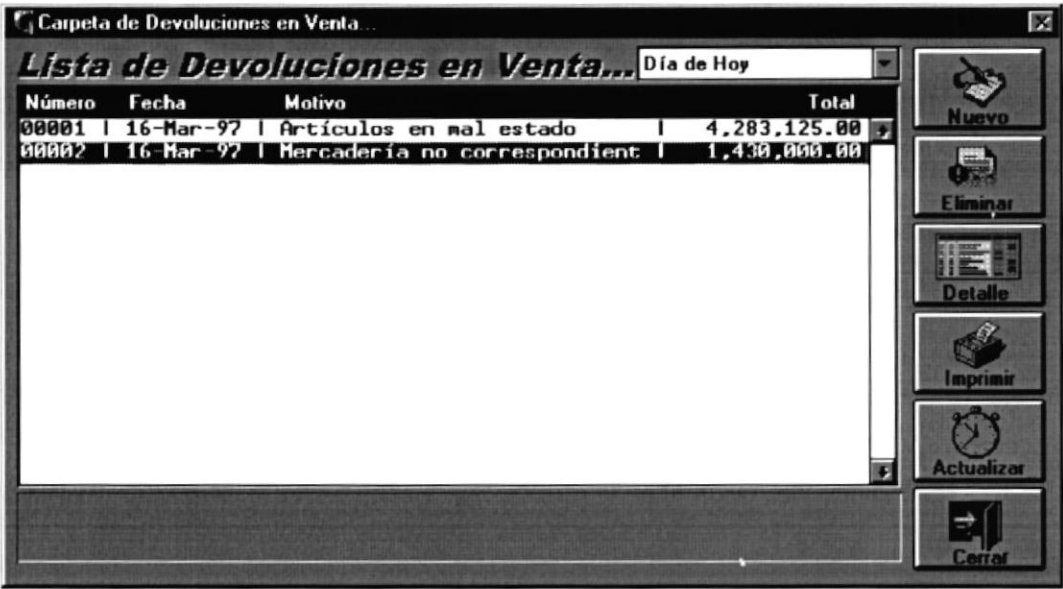 Carpeta de Devoluciones en Venta...
Lista de Devoluciones en Venta... Día de Hoy
Número Fecha Motivo Total
00001 | 16-Mar-97 | Artículos en mal estado | 4,283,125.00
00002 | 16-Mar-97 | Mercadería no correspondient | 1,430,000.00
Nuevo
Eliminar
Detalle
Imprimir
Actualizar
Cerrar